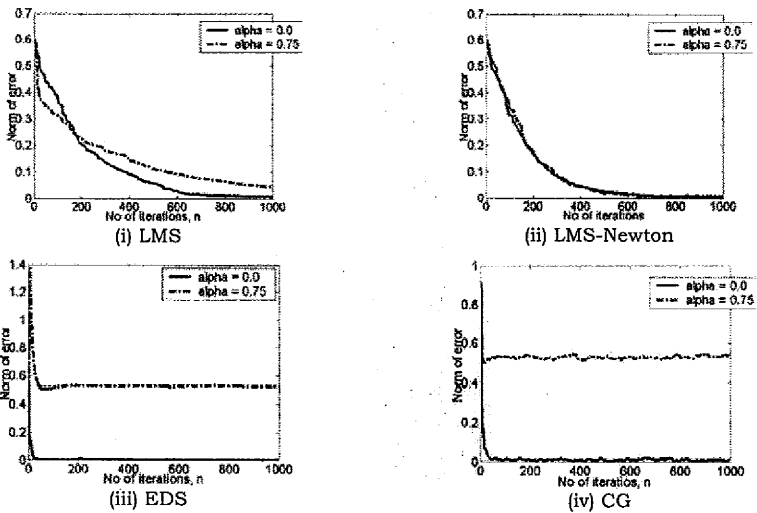 0.7
0.6
0.5
0.4
0.3
0.2
0.1
0
Norm of error
alpha = 0.0
alpha = 0.75
0 200 400 600 800 1000
No of iterations, n
(i) LMS
0.7
0.6
0.5
0.4
0.3
0.2
0.1
0
Norm of error
alpha = 0.0
alpha = 0.75
0 200 400 600 800 1000
No of iterations
(ii) LMS-Newton
1.4
1.2
1
0.8
0.6
0.4
0.2
0
Norm of error
alpha = 0.0
alpha = 0.75
0 200 400 600 800 1000
No of iterations, n
(iii) EDS
1
0.8
0.6
0.4
0.2
0
Norm of error
alpha = 0.0
alpha = 0.75
0 200 400 600 800 1000
No of iteratios, n
(iv) CG